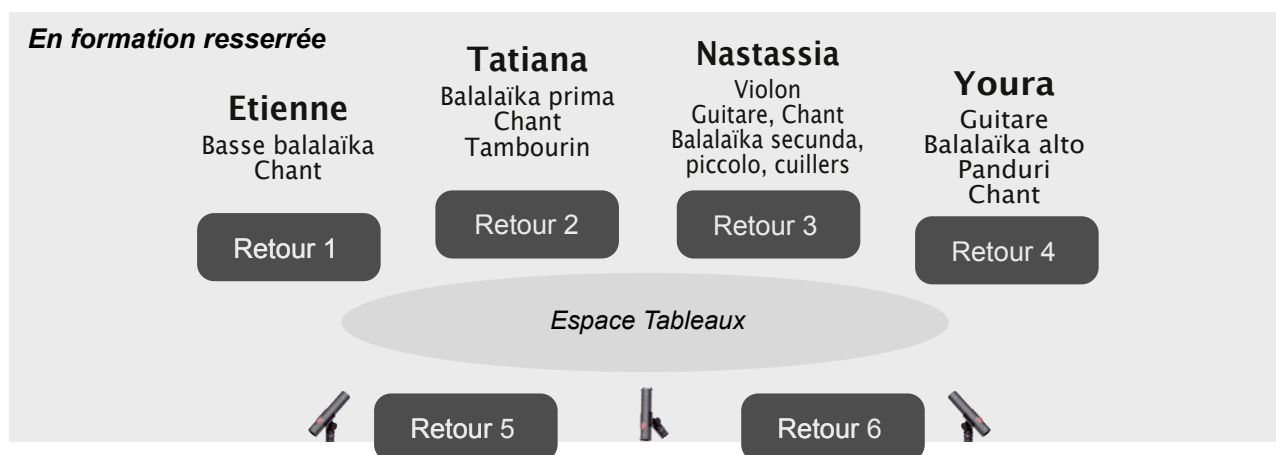 En formation resserrée
Etienne
Basse balalaïka
Chant
Retour 1
Tatiana
Balalaïka prima
Chant
Tambourin
Retour 2
Nastassia
Violon
Guitare, Chant
Balalaïka secunda,
piccolo, cuillers
Retour 3
Youra
Guitare
Balalaïka alto
Panduri
Chant
Retour 4
Espace Tableaux
Retour 5
Retour 6